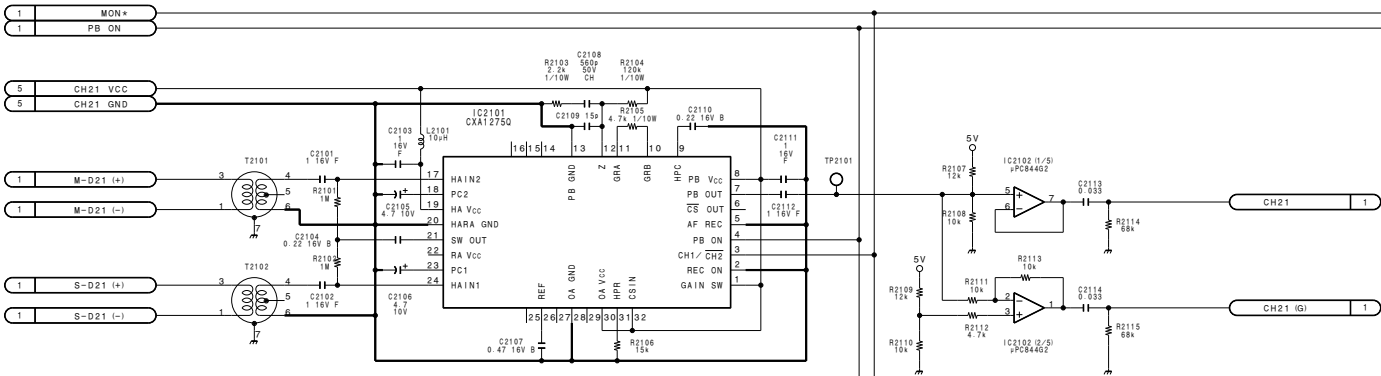 1 MON*
1 PB ON
5 CH21 VCC
5 CH21 GND
1 M-D21 (+)
1 M-D21 (-)
1 S-D21 (+)
1 S-D21 (-)
T2101
3
1
4
5
6
7
T2102
3
1
4
5
6
7
C2101
1 16V F
R2101
1M
C2104
0.22 16V B
R2102
1M
C2102
1 16V F
C2103
1
16V
F
L2101
10μH
C2105
4.7 10V
C2106
4.7
10V
IC2101
CXA1275Q
R2103
2.2k
1/10W
C2108
560p
50V
CH
R2104
120k
1/10W
C2109 15p
R2105
4.7k 1/10W
C2110
0.22 16V B
16 15 14 13 12 11 10 9
PB GND
Z
GRA
GRB
HPC
17 HAIN2
18 PC2
19 HA Vcc
20 HARA GND
21 SW OUT
22 RA Vcc
23 PC1
24 HAIN1
PB Vcc 8
PB OUT 7
CS OUT 6
AF REC 5
PB ON 4
CH1/CH2 3
REC ON 2
GAIN SW 1
REF
OA GND
OA Vcc
HPR
CSIN
25 26 27 28 29 30 31 32
C2107
0.47 16V B
R2106
15k
C2111
1
16V
F
C2112
1 16V F
TP2101
5V
R2107
12k
R2108
10k
IC2102 (1/5)
μPC844G2
5
6
7
+
−
C2113
0.033
R2114
68k
CH21 1
5V
R2109
12k
R2110
10k
R2111
10k
R2112
4.7k
R2113
10k
2
3
1
−
+
IC2102 (2/5)
μPC844G2
C2114
0.033
R2115
68k
CH21 (G) 1